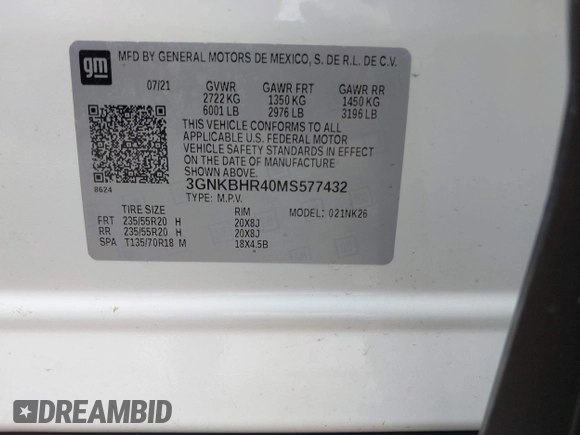 gm
MFD BY GENERAL MOTORS DE MEXICO, S. DE R.L. DE C.V.
07/21 GVWR GAWR FRT GAWR RR
2722 KG 1350 KG 1450 KG
6001 LB 2976 LB 3196 LB
THIS VEHICLE CONFORMS TO ALL
APPLICABLE U.S. FEDERAL MOTOR
VEHICLE SAFETY STANDARDS IN
EFFECT ON THE DATE OF MANUFACTURE
SHOWN ABOVE.
8624 3GNKBHR40MS577432
TYPE: M.P.V.
TIRE SIZE RIM MODEL: 021NK26
FRT 235/55R20 H 20X8J
RR 235/55R20 H 20X8J
SPA T135/70R18 M 18X4.5B
DREAMBID